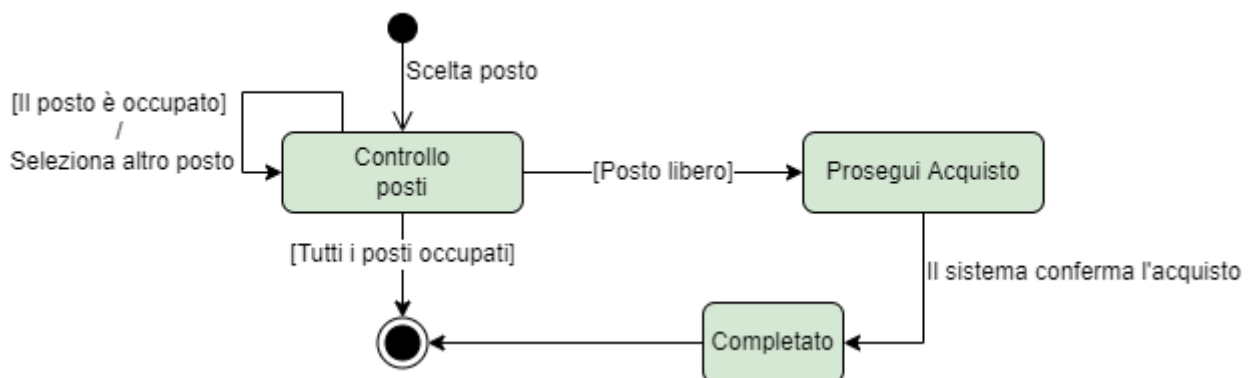 Scelta posto
[Il posto è occupato]
/
Seleziona altro posto
Controllo
posti
[Posto libero]
Prosegui Acquisto
[Tutti i posti occupati]
Il sistema conferma l'acquisto
Completato